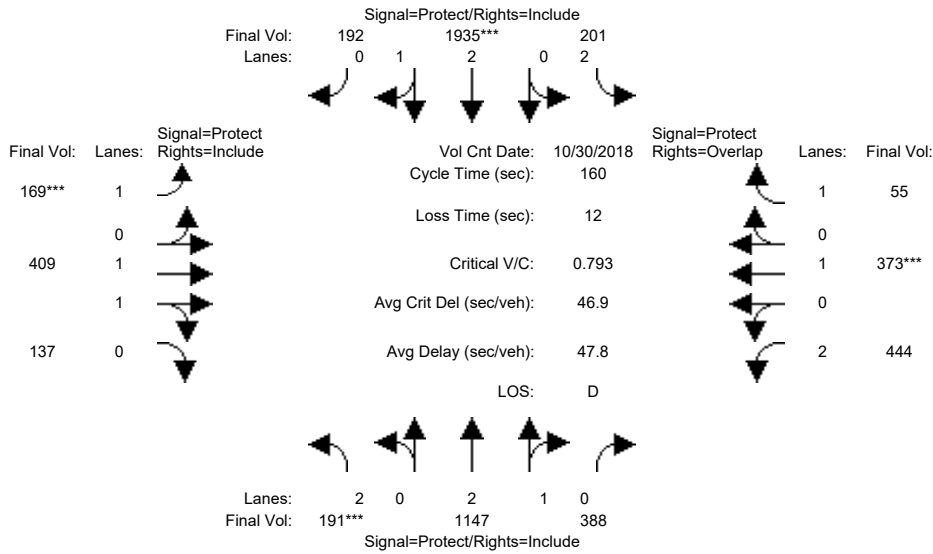 Signal=Protect/Rights=Include
Final Vol: 192 1935*** 201
Lanes: 0 1 2 0 2
Signal=Protect
Final Vol: Lanes: Rights=Include
Vol Cnt Date: 10/30/2018
Signal=Protect
Rights=Overlap Lanes: Final Vol:
Cycle Time (sec): 160
169*** 1
1 55
Loss Time (sec): 12
0
0
409 1
Critical V/C: 0.793
1 373***
1
Avg Crit Del (sec/veh): 46.9
0
137 0
Avg Delay (sec/veh): 47.8
2 444
LOS: D
Lanes: 2 0 2 1 0
Final Vol: 191*** 1147 388
Signal=Protect/Rights=Include